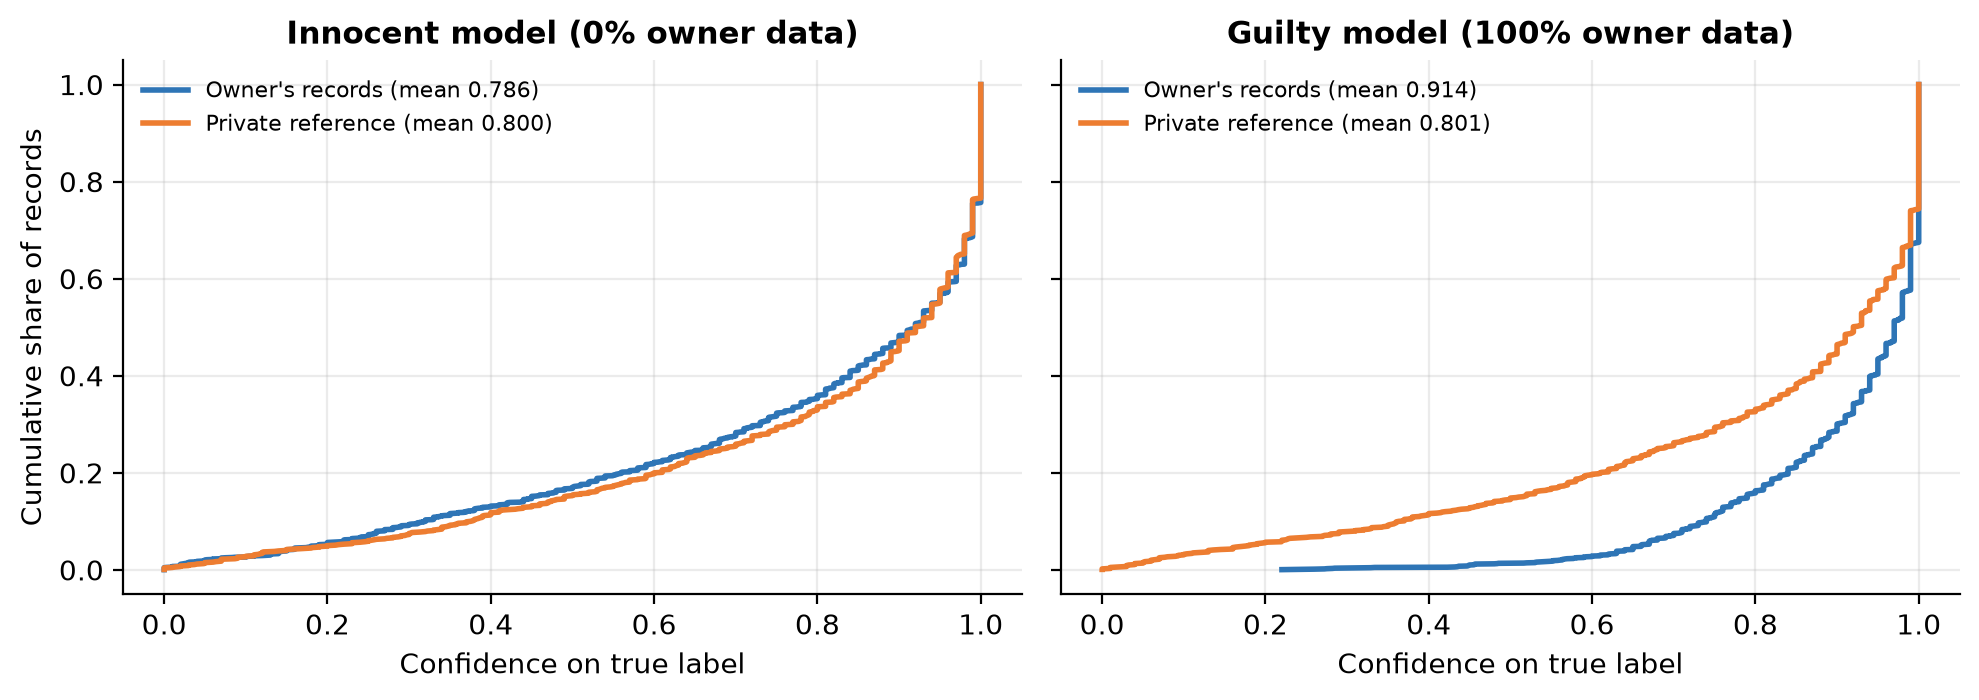 Innocent model (0% owner data)
Owner's records (mean 0.786)
Private reference (mean 0.800)
Cumulative share of records
1.0
0.8
0.6
0.4
0.2
0.0
0.0 0.2 0.4 0.6 0.8 1.0
Confidence on true label
Guilty model (100% owner data)
Owner's records (mean 0.914)
Private reference (mean 0.801)
0.0 0.2 0.4 0.6 0.8 1.0
Confidence on true label